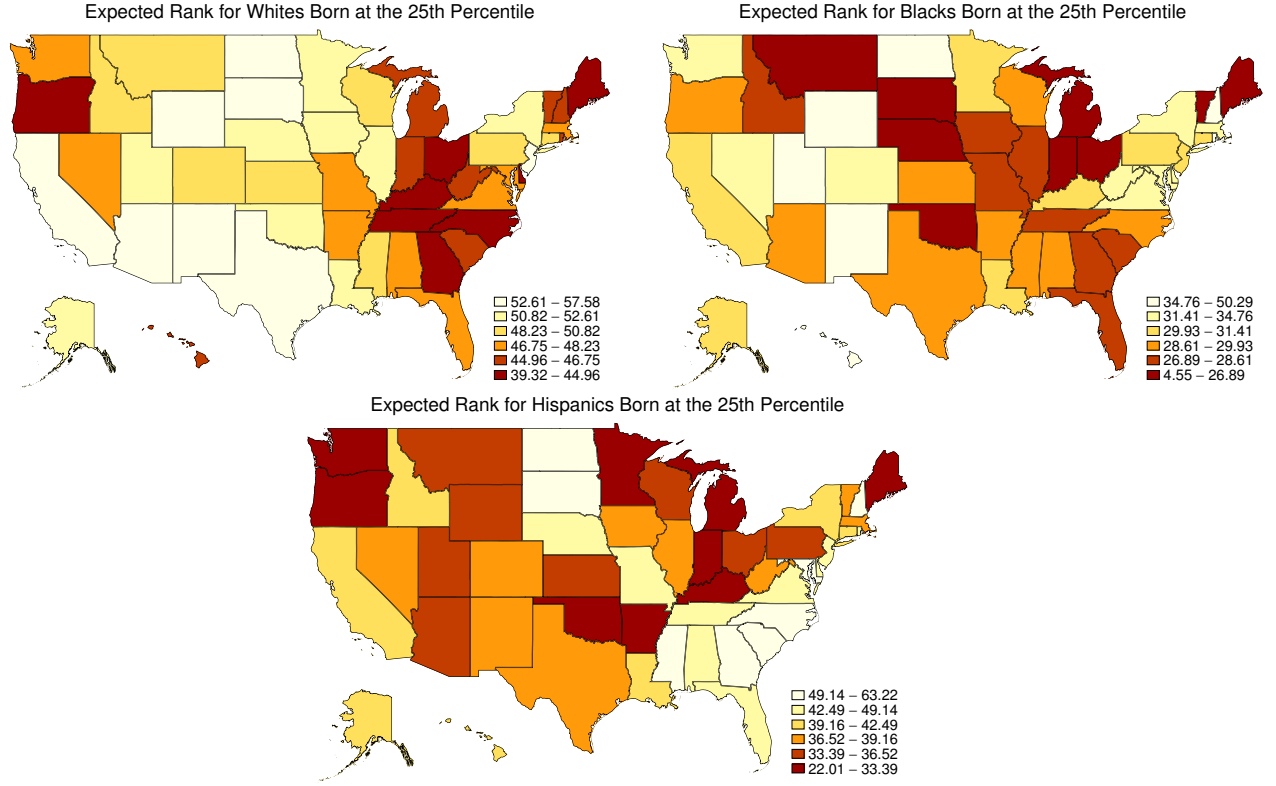 Expected Rank for Whites Born at the 25th Percentile
52.61 – 57.58
50.82 – 52.61
48.23 – 50.82
46.75 – 48.23
44.96 – 46.75
39.32 – 44.96
Expected Rank for Blacks Born at the 25th Percentile
34.76 – 50.29
31.41 – 34.76
29.93 – 31.41
28.61 – 29.93
26.89 – 28.61
4.55 – 26.89
Expected Rank for Hispanics Born at the 25th Percentile
49.14 – 63.22
42.49 – 49.14
39.16 – 42.49
36.52 – 39.16
33.39 – 36.52
22.01 – 33.39